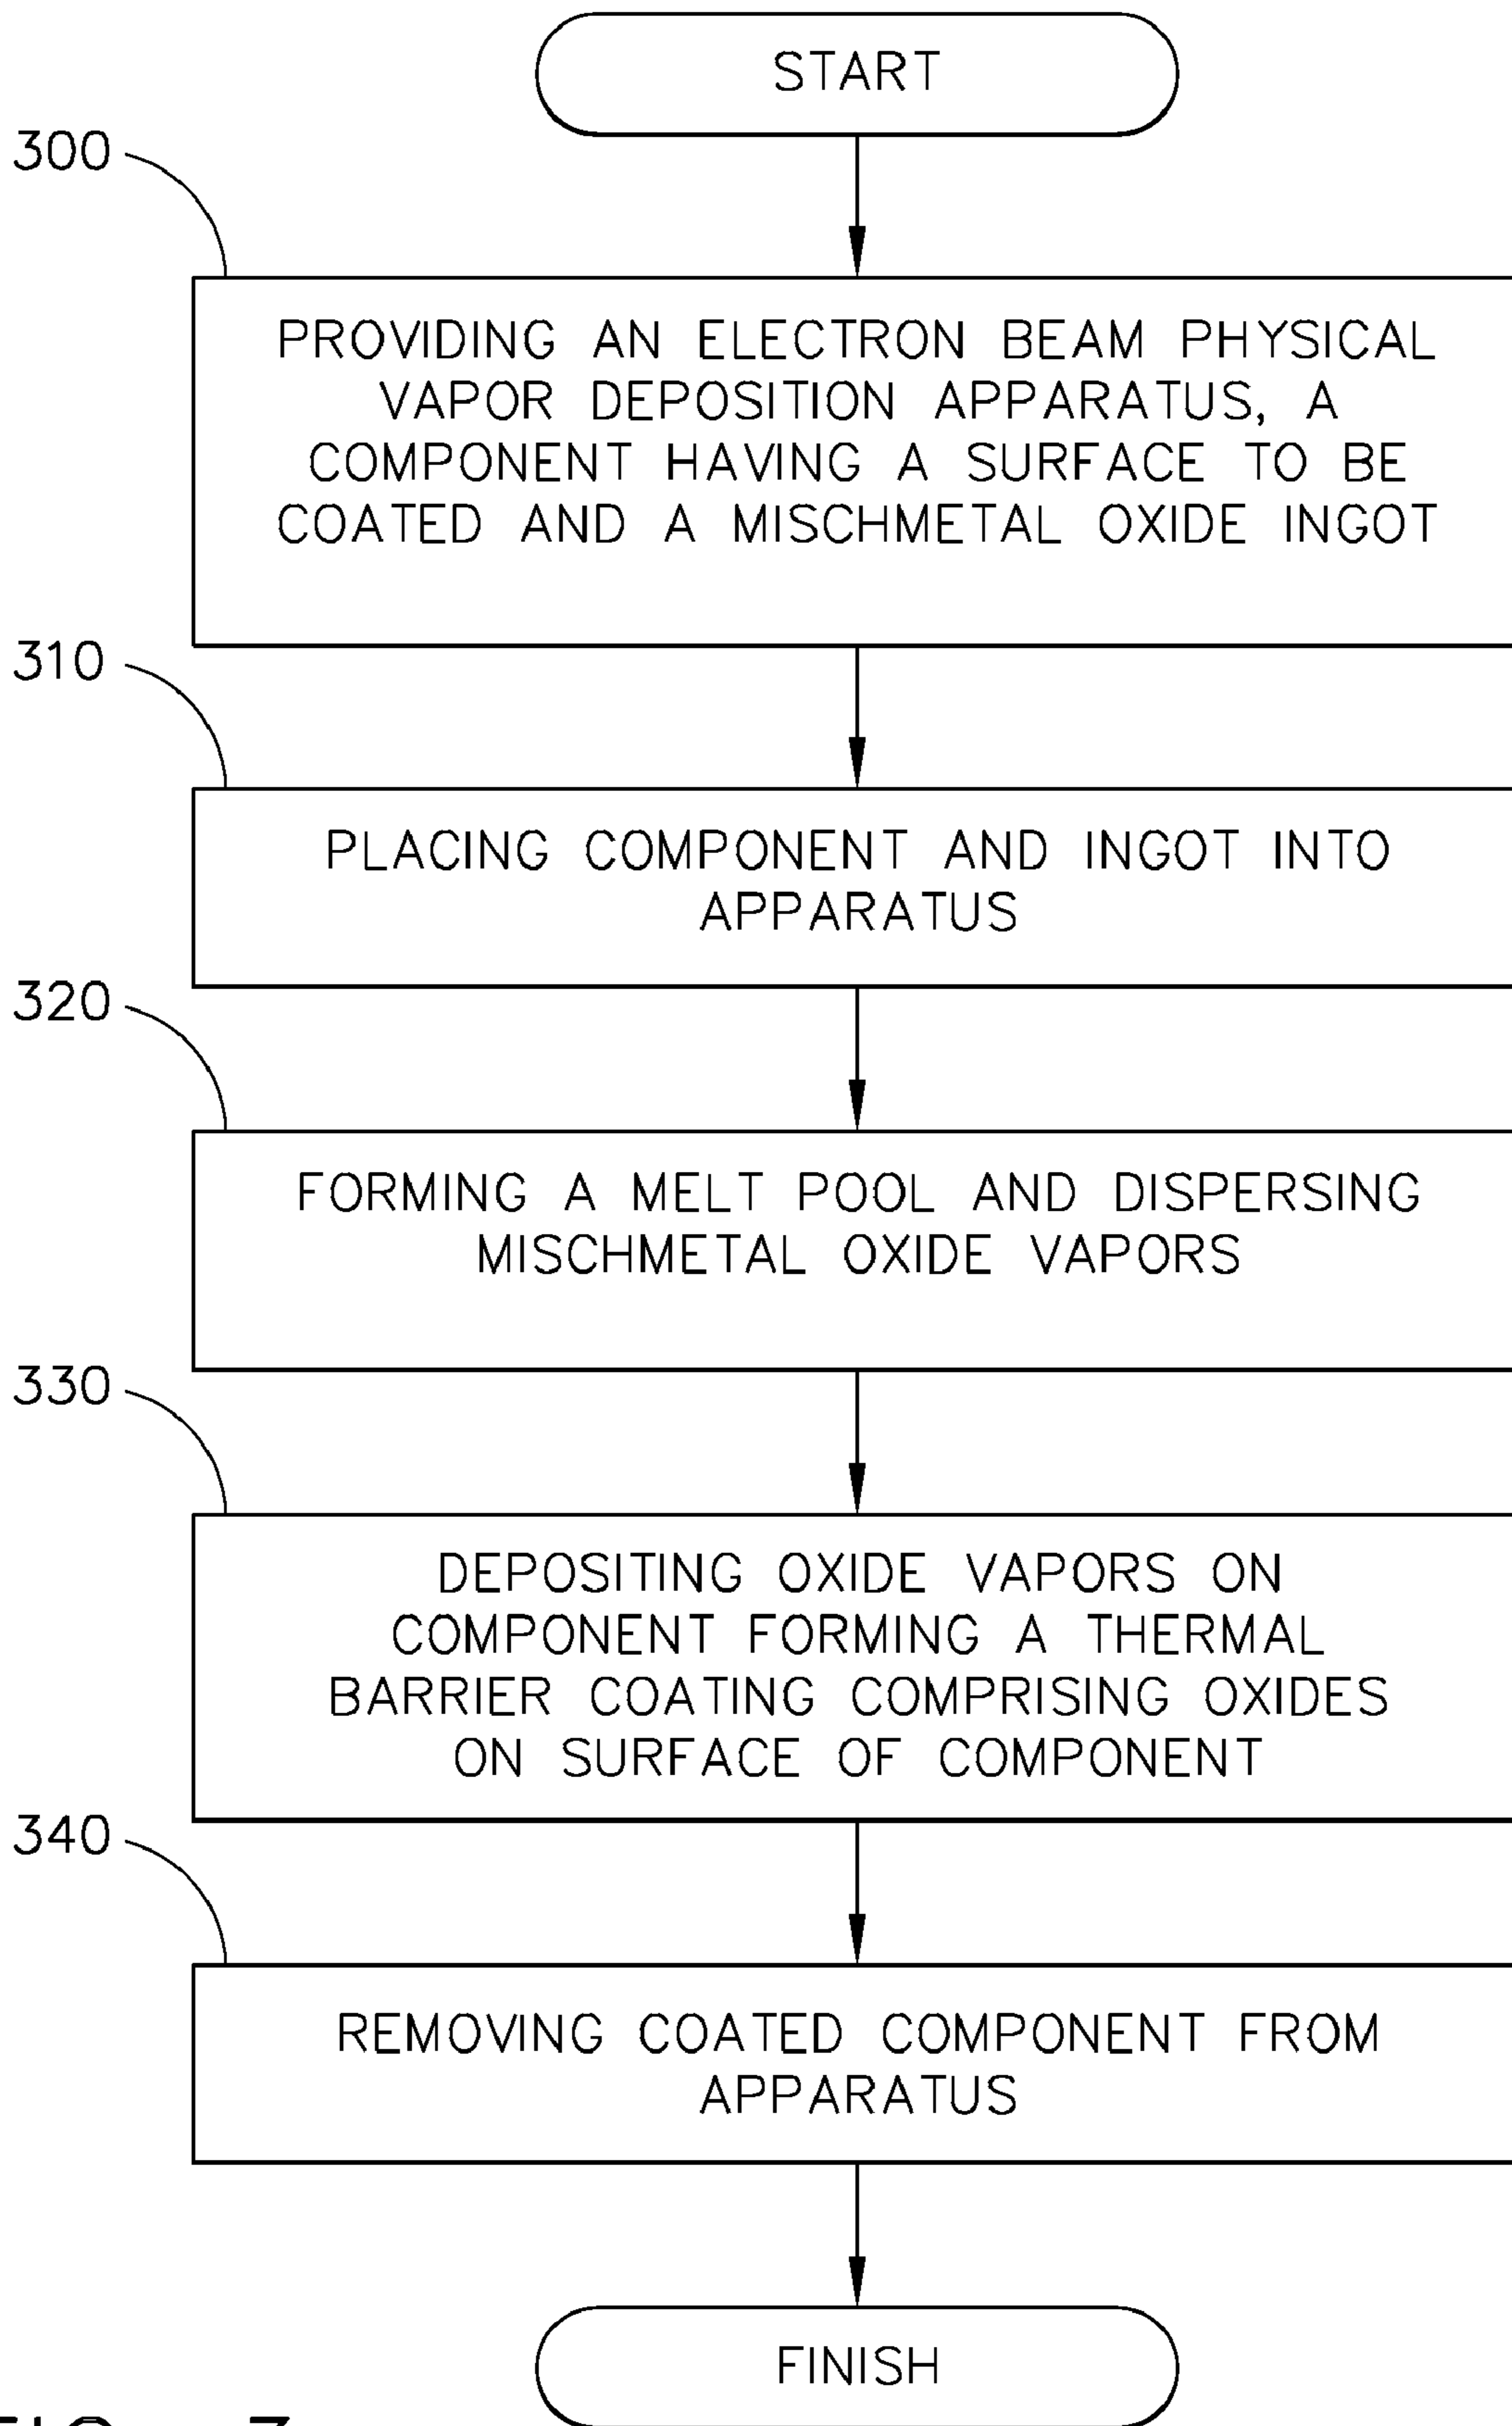 START
300
PROVIDING AN ELECTRON BEAM PHYSICAL
VAPOR DEPOSITION APPARATUS, A
COMPONENT HAVING A SURFACE TO BE
COATED AND A MISCHMETAL OXIDE INGOT
310
PLACING COMPONENT AND INGOT INTO
APPARATUS
320
FORMING A MELT POOL AND DISPERSING
MISCHMETAL OXIDE VAPORS
330
DEPOSITING OXIDE VAPORS ON
COMPONENT FORMING A THERMAL
BARRIER COATING COMPRISING OXIDES
ON SURFACE OF COMPONENT
340
REMOVING COATED COMPONENT FROM
APPARATUS
FINISH